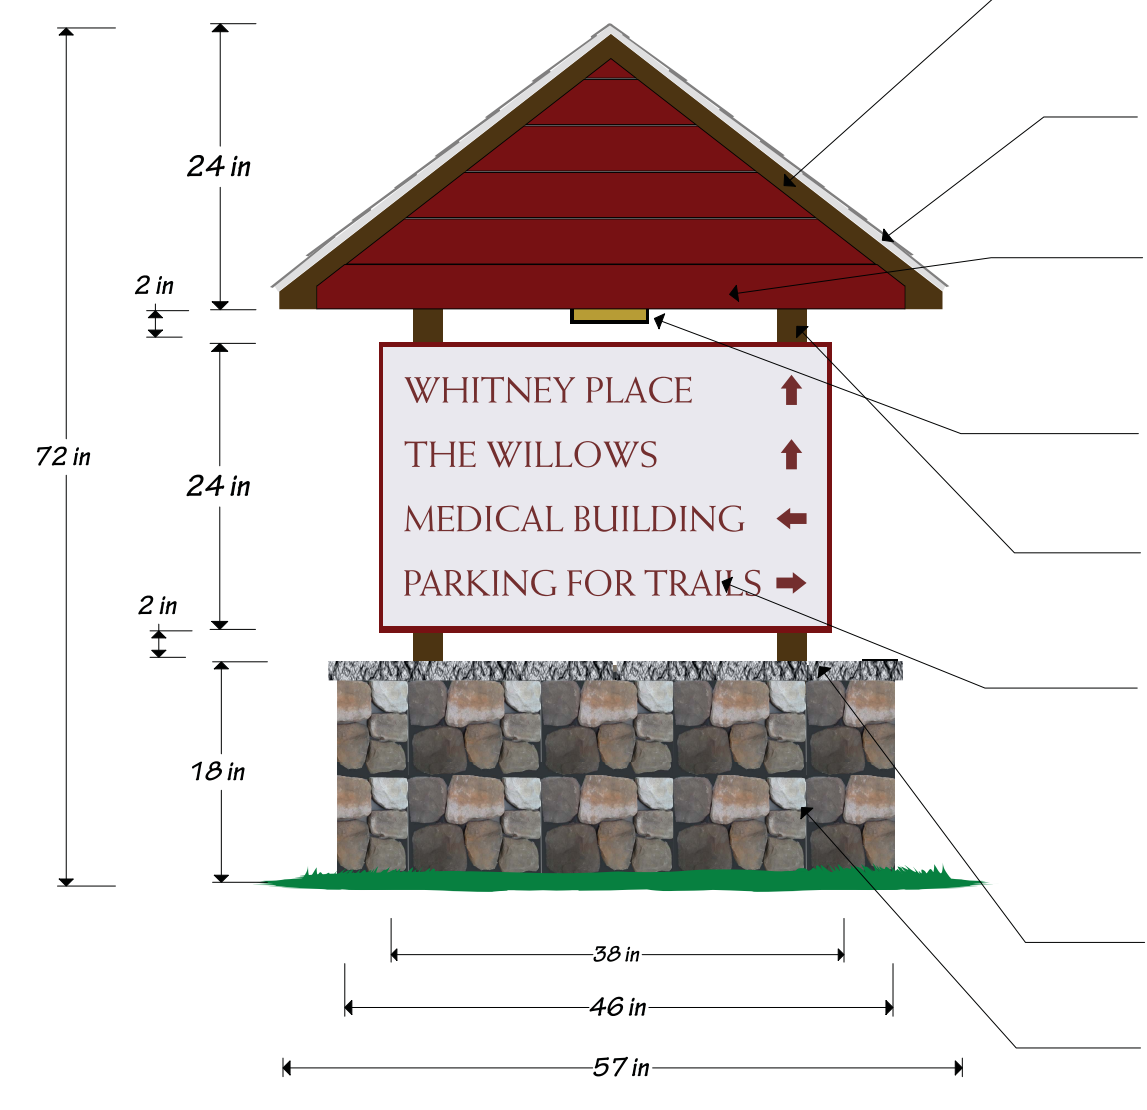 24 in
2 in
72 in
WHITNEY PLACE
THE WILLOWS
24 in
MEDICAL BUILDING
PARKING FOR TRAILS
2 in
18 in
38 in
46 in
57 in